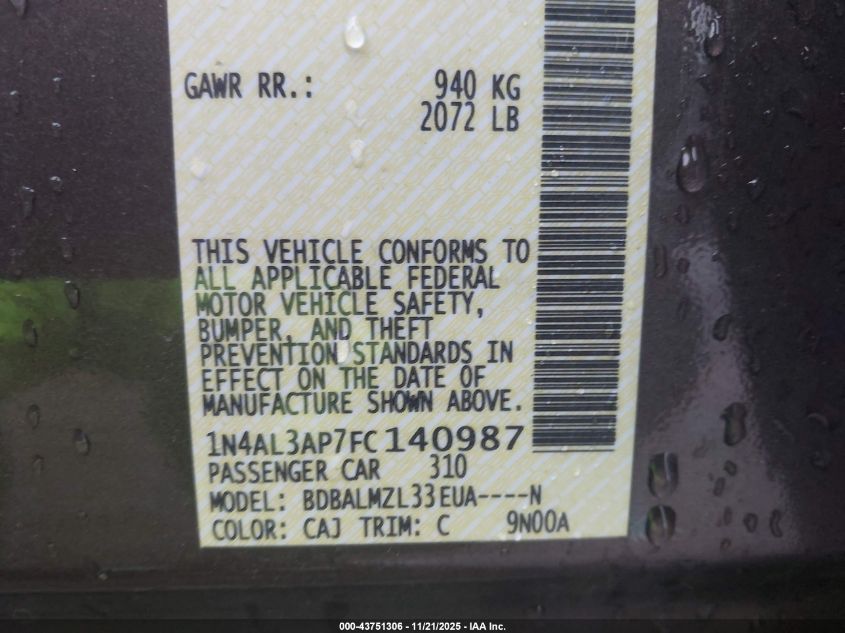 GAWR RR.: 940 KG
2072 LB
THIS VEHICLE CONFORMS TO
ALL APPLICABLE FEDERAL
MOTOR VEHICLE SAFETY,
BUMPER, AND THEFT
PREVENTION STANDARDS IN
EFFECT ON THE DATE OF
MANUFACTURE SHOWN ABOVE.
1N4AL3AP7FC140987
PASSENGER CAR 310
MODEL: BDBALMZL33EUA----N
COLOR: CAJ TRIM: C 9N00A
000-43751306 - 11/21/2025 - IAA Inc.